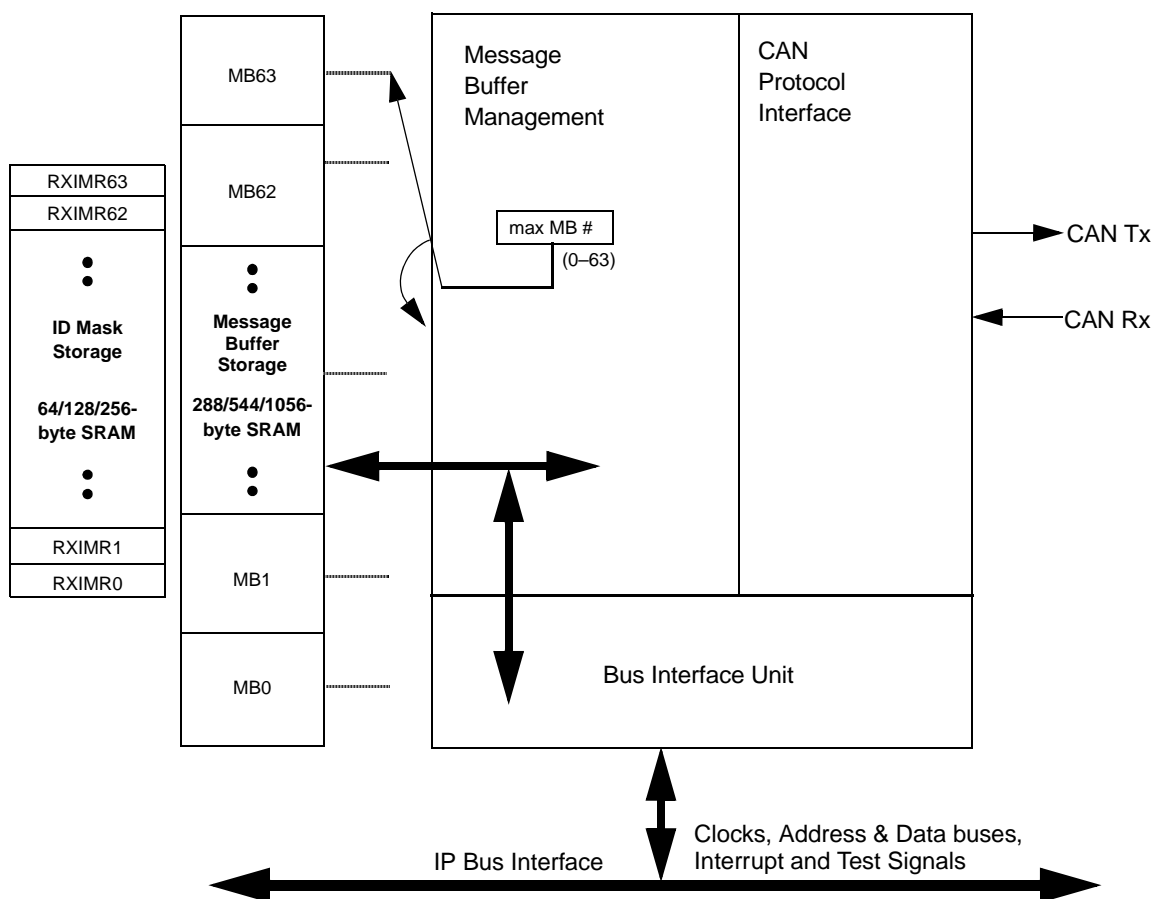 RXIMR63
RXIMR62
ID Mask
Storage
64/128/256-
byte SRAM
RXIMR1
RXIMR0
MB63
MB62
Message
Buffer
Storage
288/544/1056-
byte SRAM
MB1
MB0
Message
Buffer
Management
max MB #
(0–63)
CAN
Protocol
Interface
CAN Tx
CAN Rx
Bus Interface Unit
IP Bus Interface
Clocks, Address & Data buses,
Interrupt and Test Signals